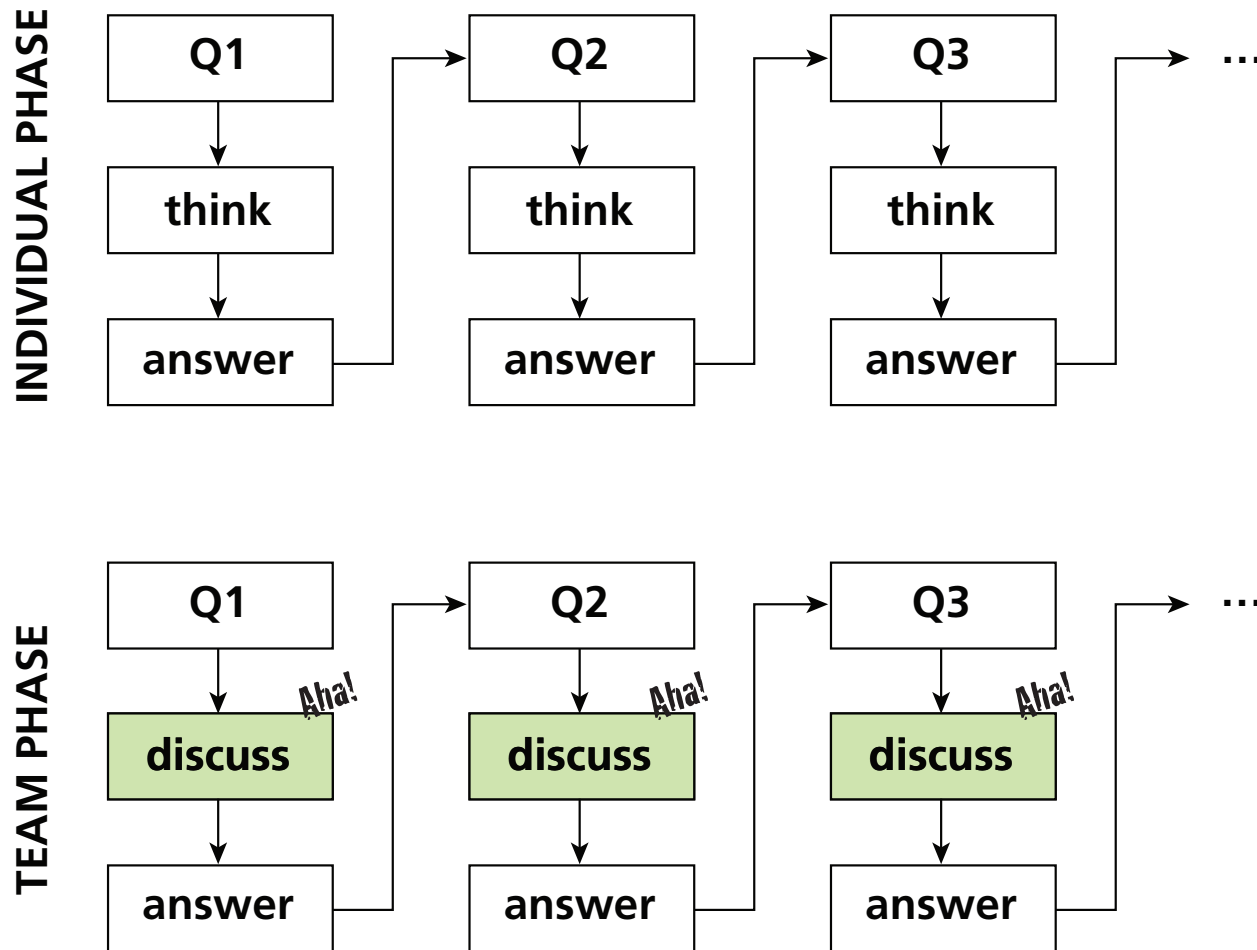 INDIVIDUAL PHASE
Q1
Q2
Q3
...
think
think
think
answer
answer
answer
TEAM PHASE
Q1
Q2
Q3
...
Aha!
Aha!
Aha!
discuss
discuss
discuss
answer
answer
answer